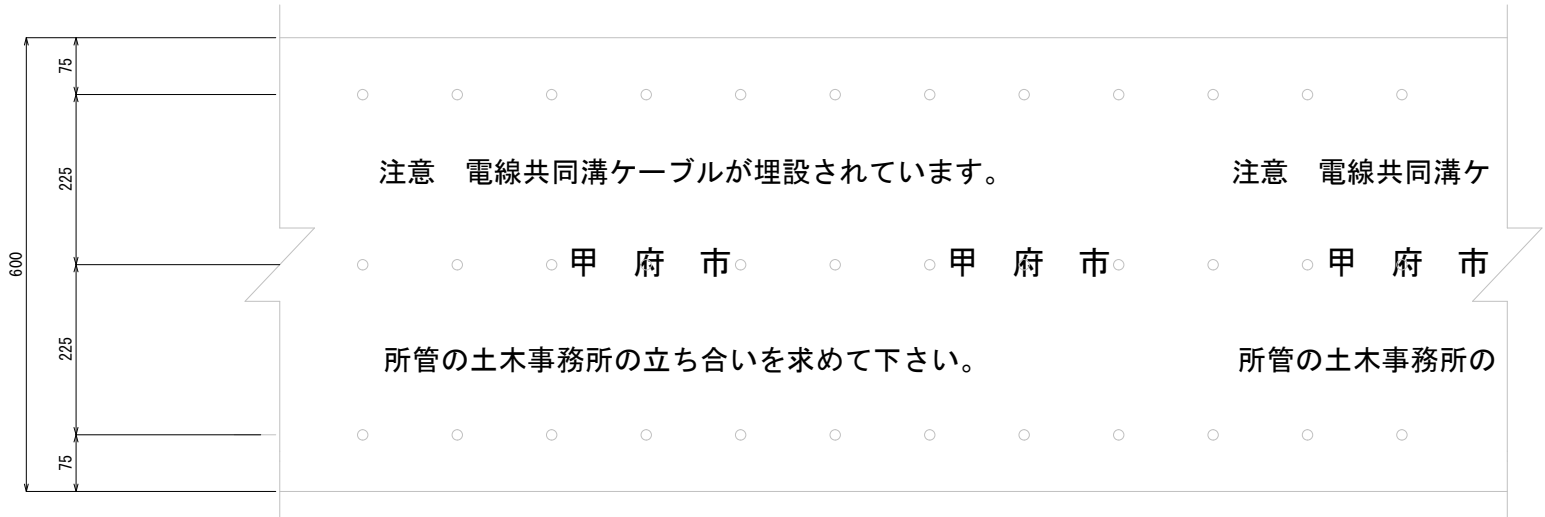 75
注意　電線共同溝ケーブルが埋設されています。　注意　電線共同溝ケ
225
600
甲　府　市　甲　府　市　甲　府　市
225
所管の土木事務所の立ち合いを求めて下さい。　所管の土木事務所の
75